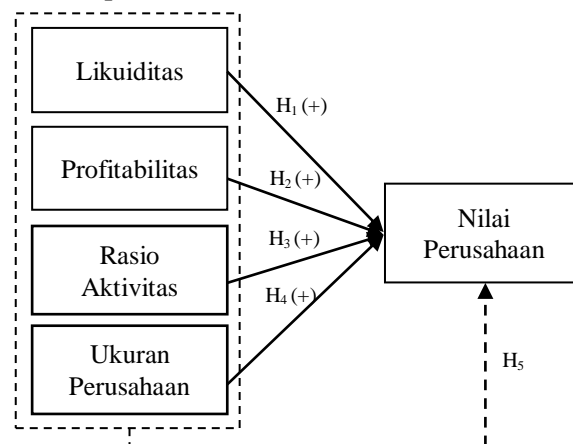 Likuiditas
H₁ (+)
Profitabilitas
H₂ (+)
Nilai
Perusahaan
Rasio
Aktivitas
H₃ (+)
H₄ (+)
Ukuran
Perusahaan
H₅